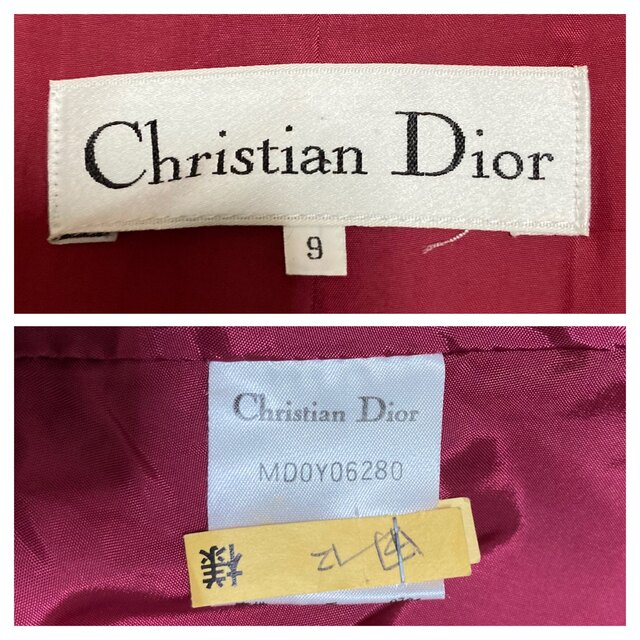 Christian Dior
9
Christian Dior
MD0Y06280
様